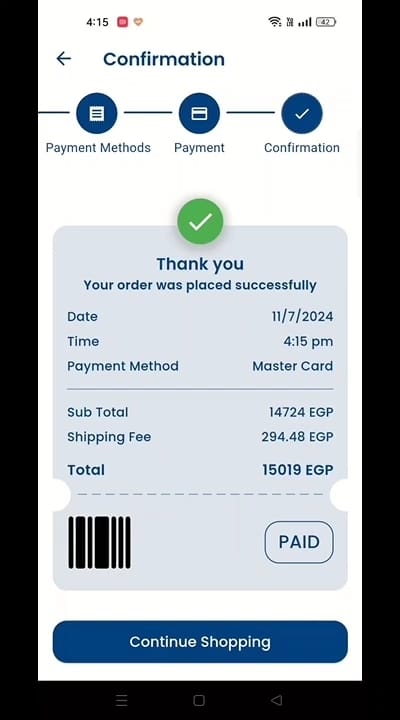 4:15
42
Confirmation
Payment Methods Payment Confirmation
Thank you
Your order was placed successfully
Date 11/7/2024
Time 4:15 pm
Payment Method Master Card
Sub Total 14724 EGP
Shipping Fee 294.48 EGP
Total 15019 EGP
PAID
Continue Shopping